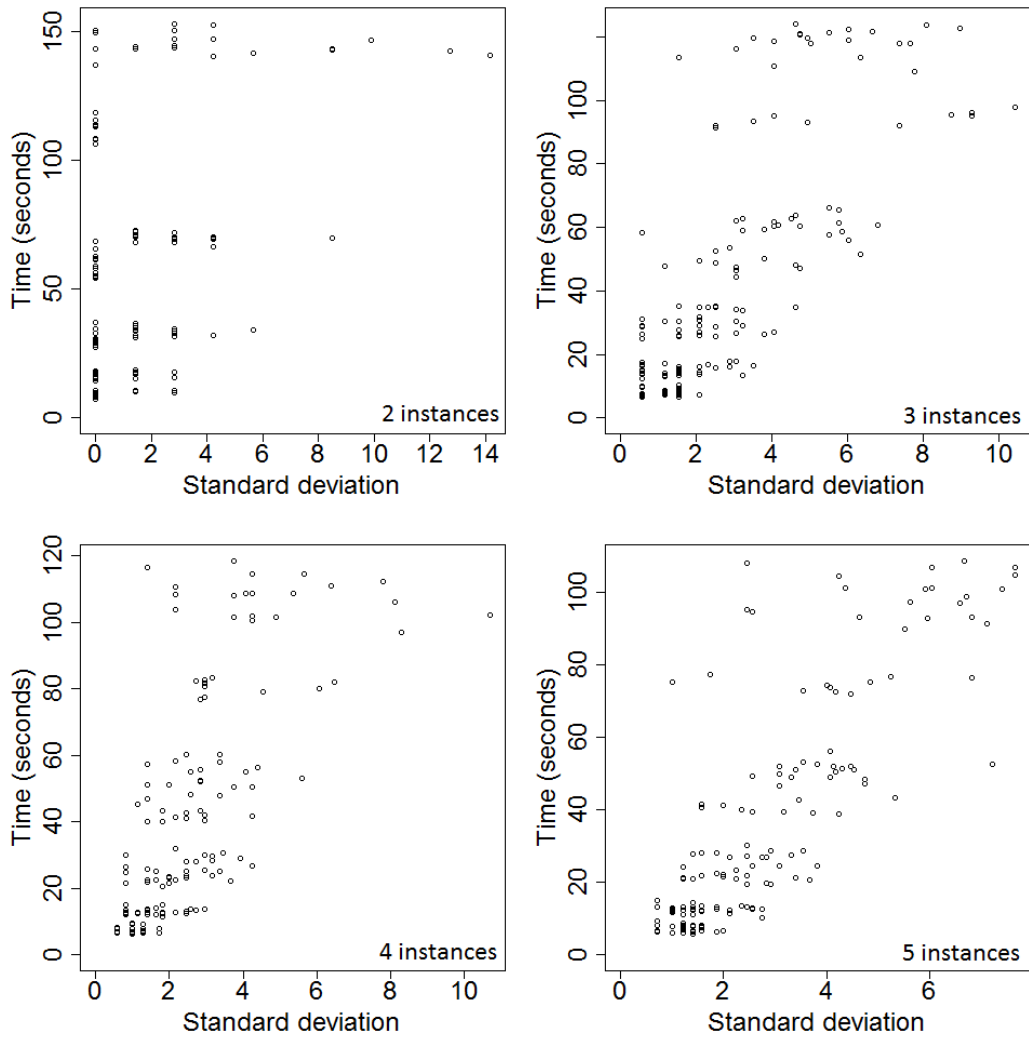 150
100
50
0
Time (seconds)
2 instances
0 2 4 6 8 10 12 14
Standard deviation
100
80
60
40
20
0
Time (seconds)
3 instances
0 2 4 6 8 10
Standard deviation
120
100
80
60
40
20
0
Time (seconds)
4 instances
0 2 4 6 8 10
Standard deviation
100
80
60
40
20
0
Time (seconds)
5 instances
0 2 4 6
Standard deviation